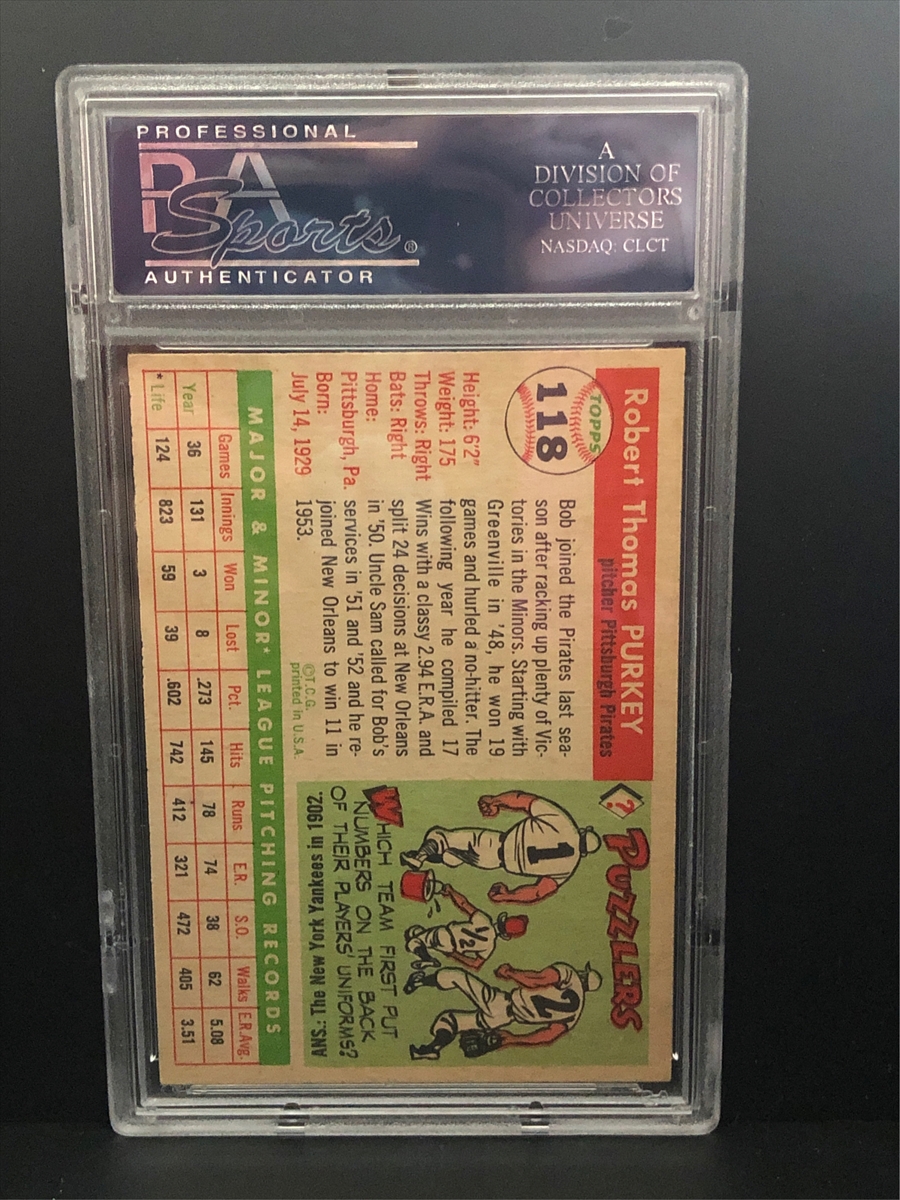 PROFESSIONAL
PSA
Sports®
AUTHENTICATOR
A
DIVISION OF
COLLECTORS
UNIVERSE
NASDAQ: CLCT
Robert Thomas PURKEY
pitcher Pittsburgh Pirates
TOPPS
118
Height: 6'2"
Weight: 175
Throws: Right
Bats: Right
Home:
Pittsburgh, Pa.
Born:
July 14, 1929
Bob joined the Pirates last sea-
son after racking up plenty of Vic-
tories in the Minors. Starting with
Greenville in '48, he won 19
games and hurled a no-hitter. The
following year he compiled 17
Wins with a classy 2.94 E.R.A. and
split 24 decisions at New Orleans
in '50. Uncle Sam called for Bob's
services in '51 and '52 and he re-
joined New Orleans to win 11 in
1953.
©T.C.G.
printed in U.S.A.
? PUZZLERS
1
1/2
2
WHICH TEAM FIRST PUT
NUMBERS ON THE BACK
OF THEIR PLAYERS' UNIFORMS?
ANS.: The New York Yankees in 1902.
MAJOR & MINOR* LEAGUE PITCHING RECORDS
Games Innings Won Lost Pct. Hits Runs E.R. S.O. Walks E.R.Avg.
Year 36 131 3 8 .273 145 78 74 38 62 5.08
* Life 124 823 59 39 .602 742 412 321 472 405 3.51